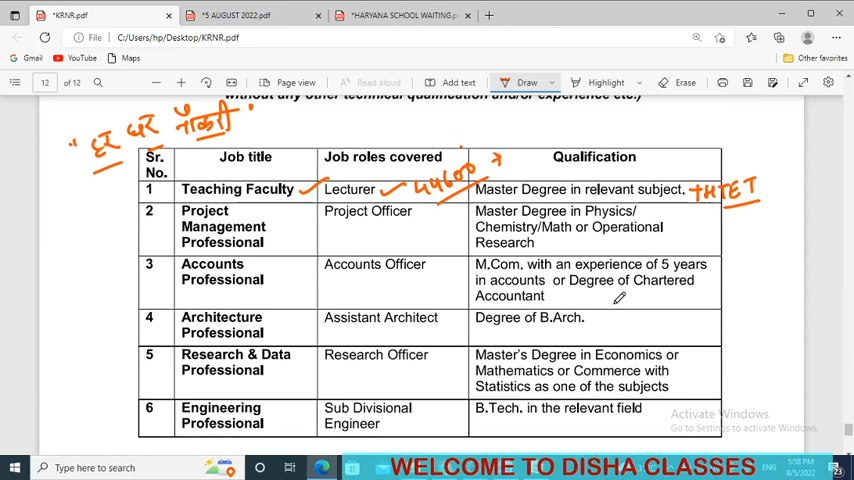 *KRNR.pdf
*5 AUGUST 2022.pdf
*HARYANA SCHOOL WAITING.p
File
C:/Users/hp/Desktop/KRNR.pdf
Gmail
YouTube
Maps
Other favorites
12 of 12
Page view
Read aloud
Add text
Draw
Highlight
Erase
without any other technical qualification and/or experience etc.)
" हर घर
Sr. No. Job title Job roles covered Qualification
44600
1 Teaching Faculty Lecturer Master Degree in relevant subject. +HTET
2 Project Project Officer Master Degree in Physics/
Management Chemistry/Math or Operational
Professional Research
3 Accounts Accounts Officer M.Com. with an experience of 5 years
Professional in accounts or Degree of Chartered
Accountant
4 Architecture Assistant Architect Degree of B.Arch.
Professional
5 Research & Data Research Officer Master's Degree in Economics or
Professional Mathematics or Commerce with
Statistics as one of the subjects
6 Engineering Sub Divisional B.Tech. in the relevant field
Professional Engineer
Activate Windows
Go to Settings to activate Windows.
Type here to search
WELCOME TO DISHA CLASSES
ENG
5:58 PM
8/5/2022
23